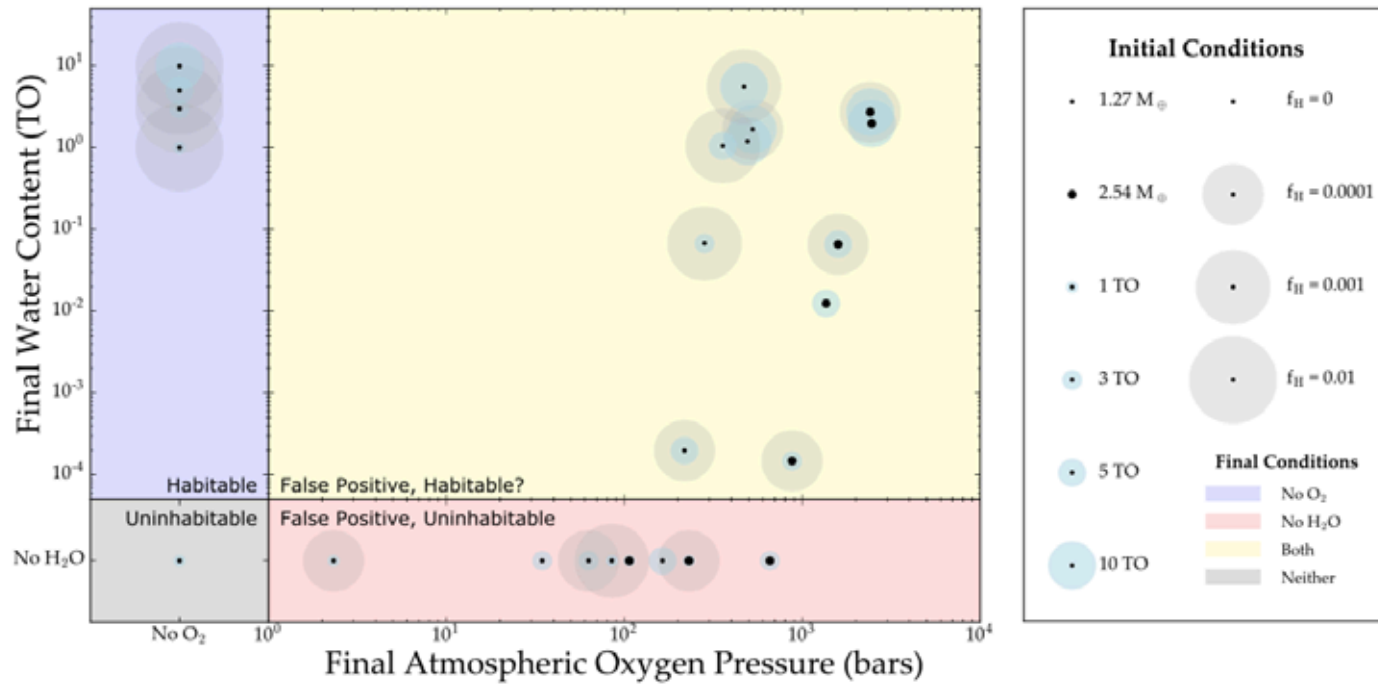 Final Water Content (TO)
10¹
10⁰
10⁻¹
10⁻²
10⁻³
10⁻⁴
No H₂O
Habitable
False Positive, Habitable?
Uninhabitable
False Positive, Uninhabitable
No O₂
10⁰
10¹
10²
10³
10⁴
Final Atmospheric Oxygen Pressure (bars)
Initial Conditions
1.27 M⊕
f_H = 0
2.54 M⊕
f_H = 0.0001
1 TO
f_H = 0.001
3 TO
f_H = 0.01
5 TO
10 TO
Final Conditions
No O₂
No H₂O
Both
Neither